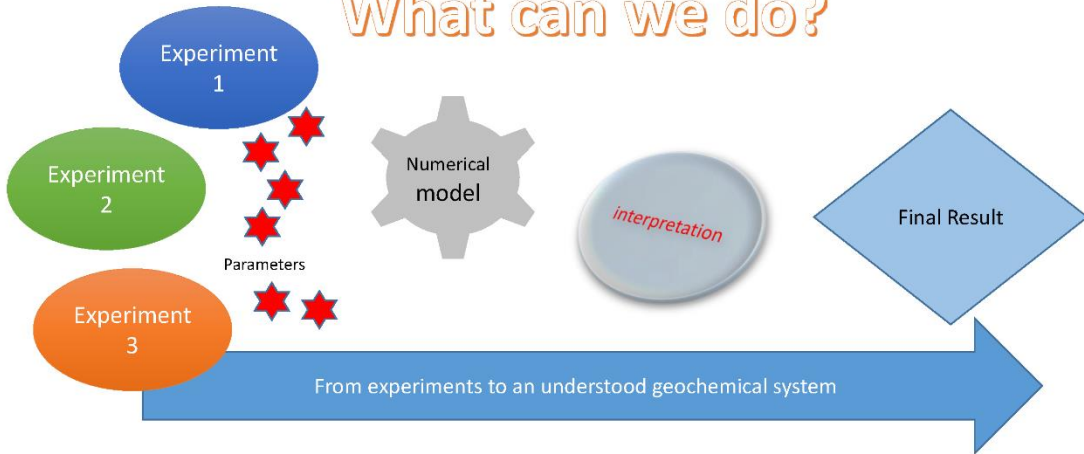 What can we do?
Experiment
1
Experiment
2
Experiment
3
Parameters
Numerical
model
interpretation
Final Result
From experiments to an understood geochemical system